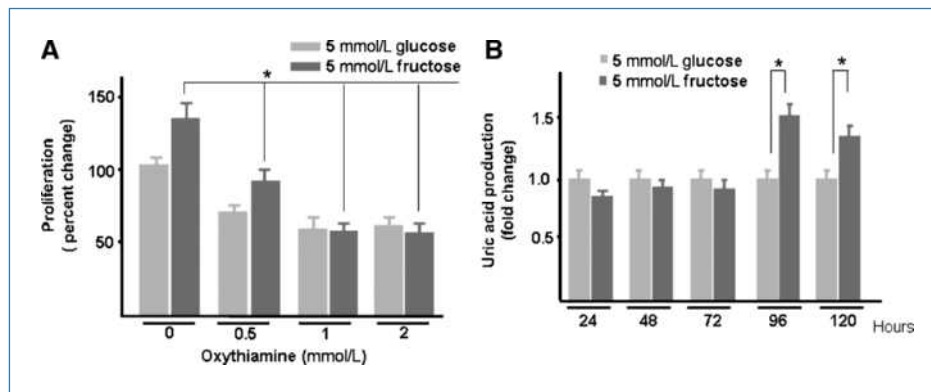 A
5 mmol/L glucose
5 mmol/L fructose
*
150
100
50
Proliferation
( percent change)
0 0.5 1 2
Oxythiamine (mmol/L)
B
5 mmol/L glucose
5 mmol/L fructose
* *
1.5
1.0
0.5
Uric acid production
(fold change)
24 48 72 96 120 Hours